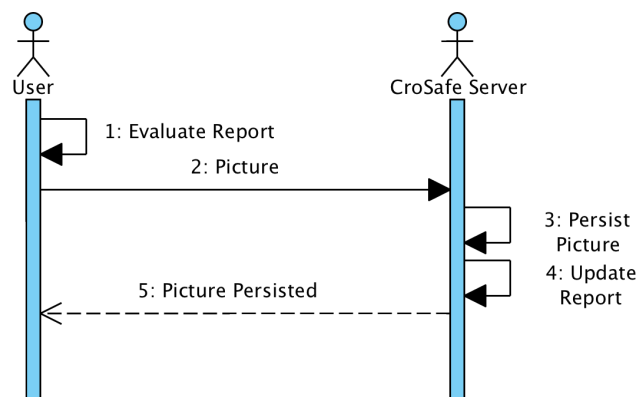 User
CroSafe Server
1: Evaluate Report
2: Picture
3: Persist
Picture
4: Update
Report
5: Picture Persisted